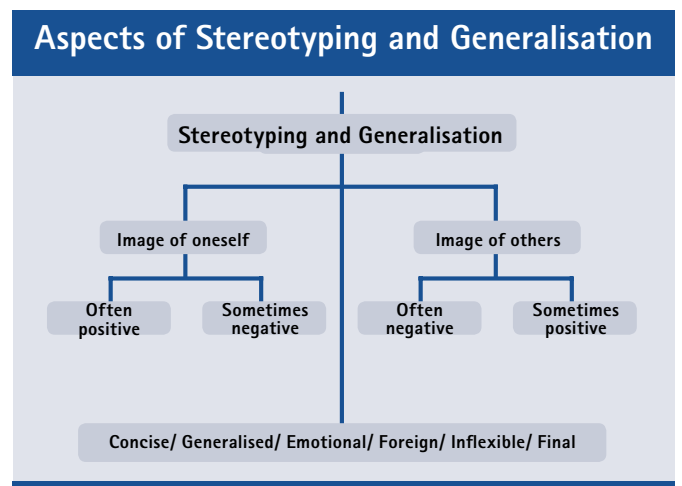 Aspects of Stereotyping and Generalisation
Stereotyping and Generalisation
Image of oneself
Image of others
Often
positive
Sometimes
negative
Often
negative
Sometimes
positive
Concise/ Generalised/ Emotional/ Foreign/ Inflexible/ Final